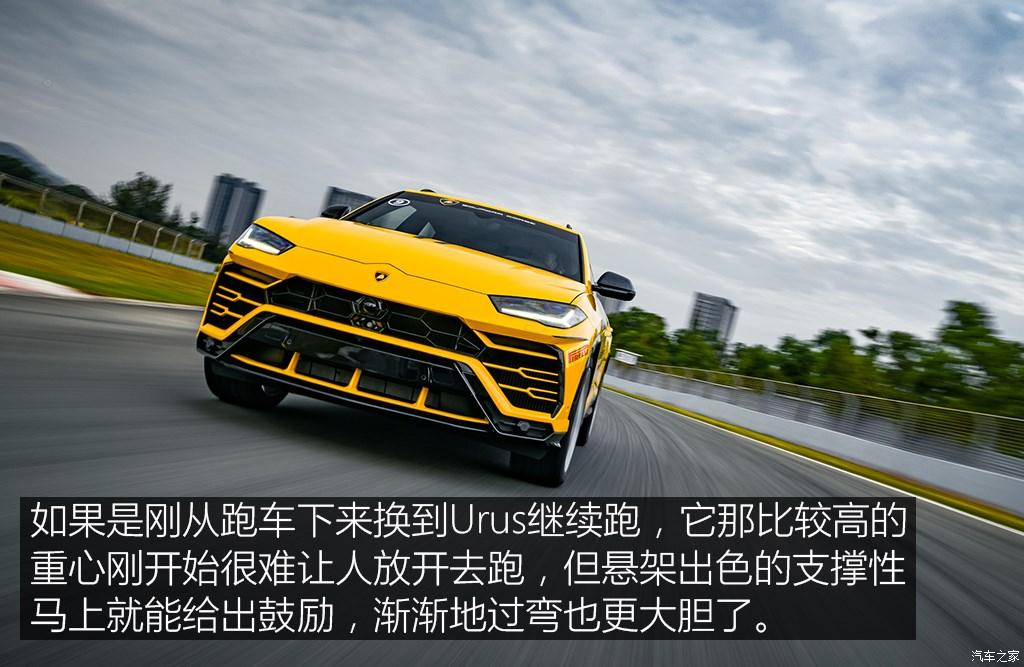 9
如果是刚从跑车下来换到Urus继续跑，它那比较高的
重心刚开始很难让人放开去跑，但悬架出色的支撑性
马上就能给出鼓励，渐渐地过弯也更大胆了。
汽车之家